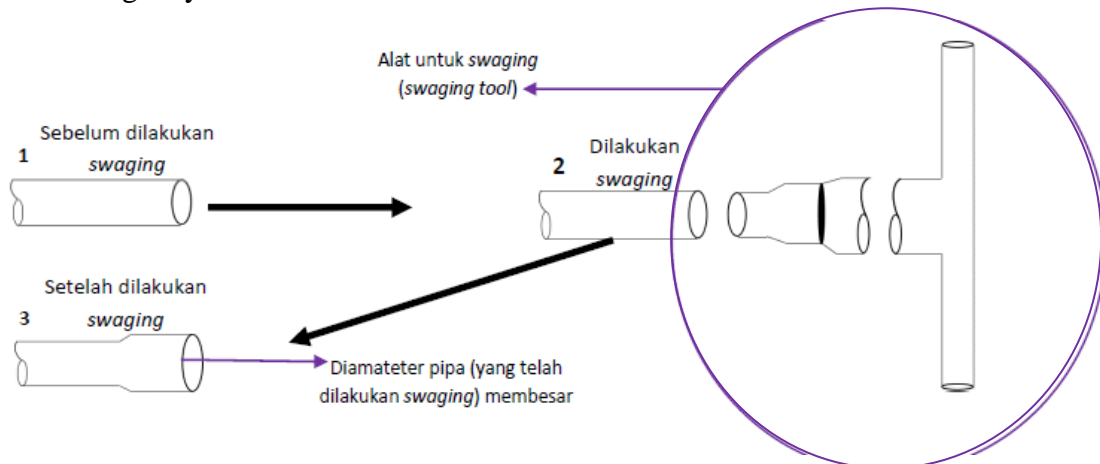 Alat untuk swaging
(swaging tool)
Sebelum dilakukan
1 swaging
2 Dilakukan
swaging
Setelah dilakukan
3 swaging
Diamateter pipa (yang telah
dilakukan swaging) membesar